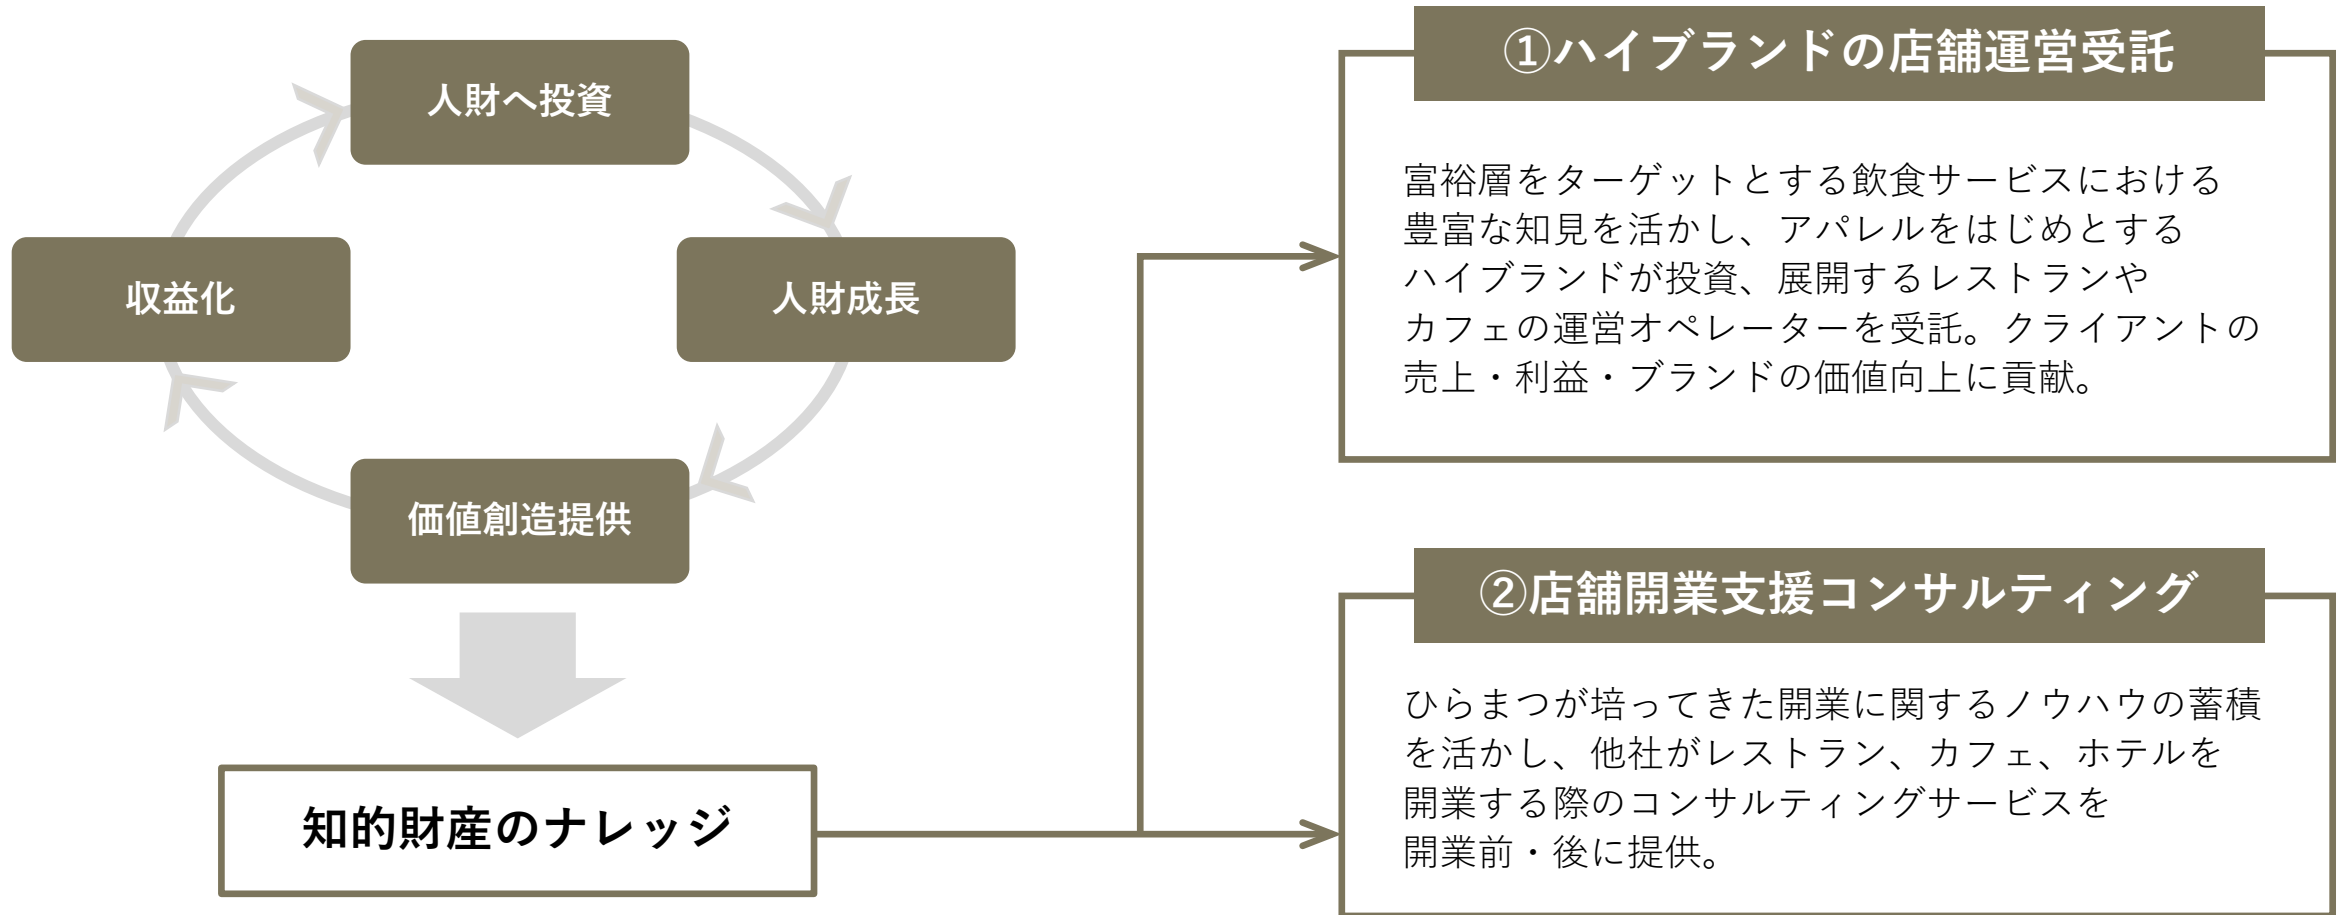 人財へ投資
人財成長
価値創造提供
収益化
知的財産のナレッジ
①ハイブランドの店舗運営受託
富裕層をターゲットとする飲食サービスにおける
豊富な知見を活かし、アパレルをはじめとする
ハイブランドが投資、展開するレストランや
カフェの運営オペレーターを受託。クライアントの
売上・利益・ブランドの価値向上に貢献。
②店舗開業支援コンサルティング
ひらまつが培ってきた開業に関するノウハウの蓄積
を活かし、他社がレストラン、カフェ、ホテルを
開業する際のコンサルティングサービスを
開業前・後に提供。